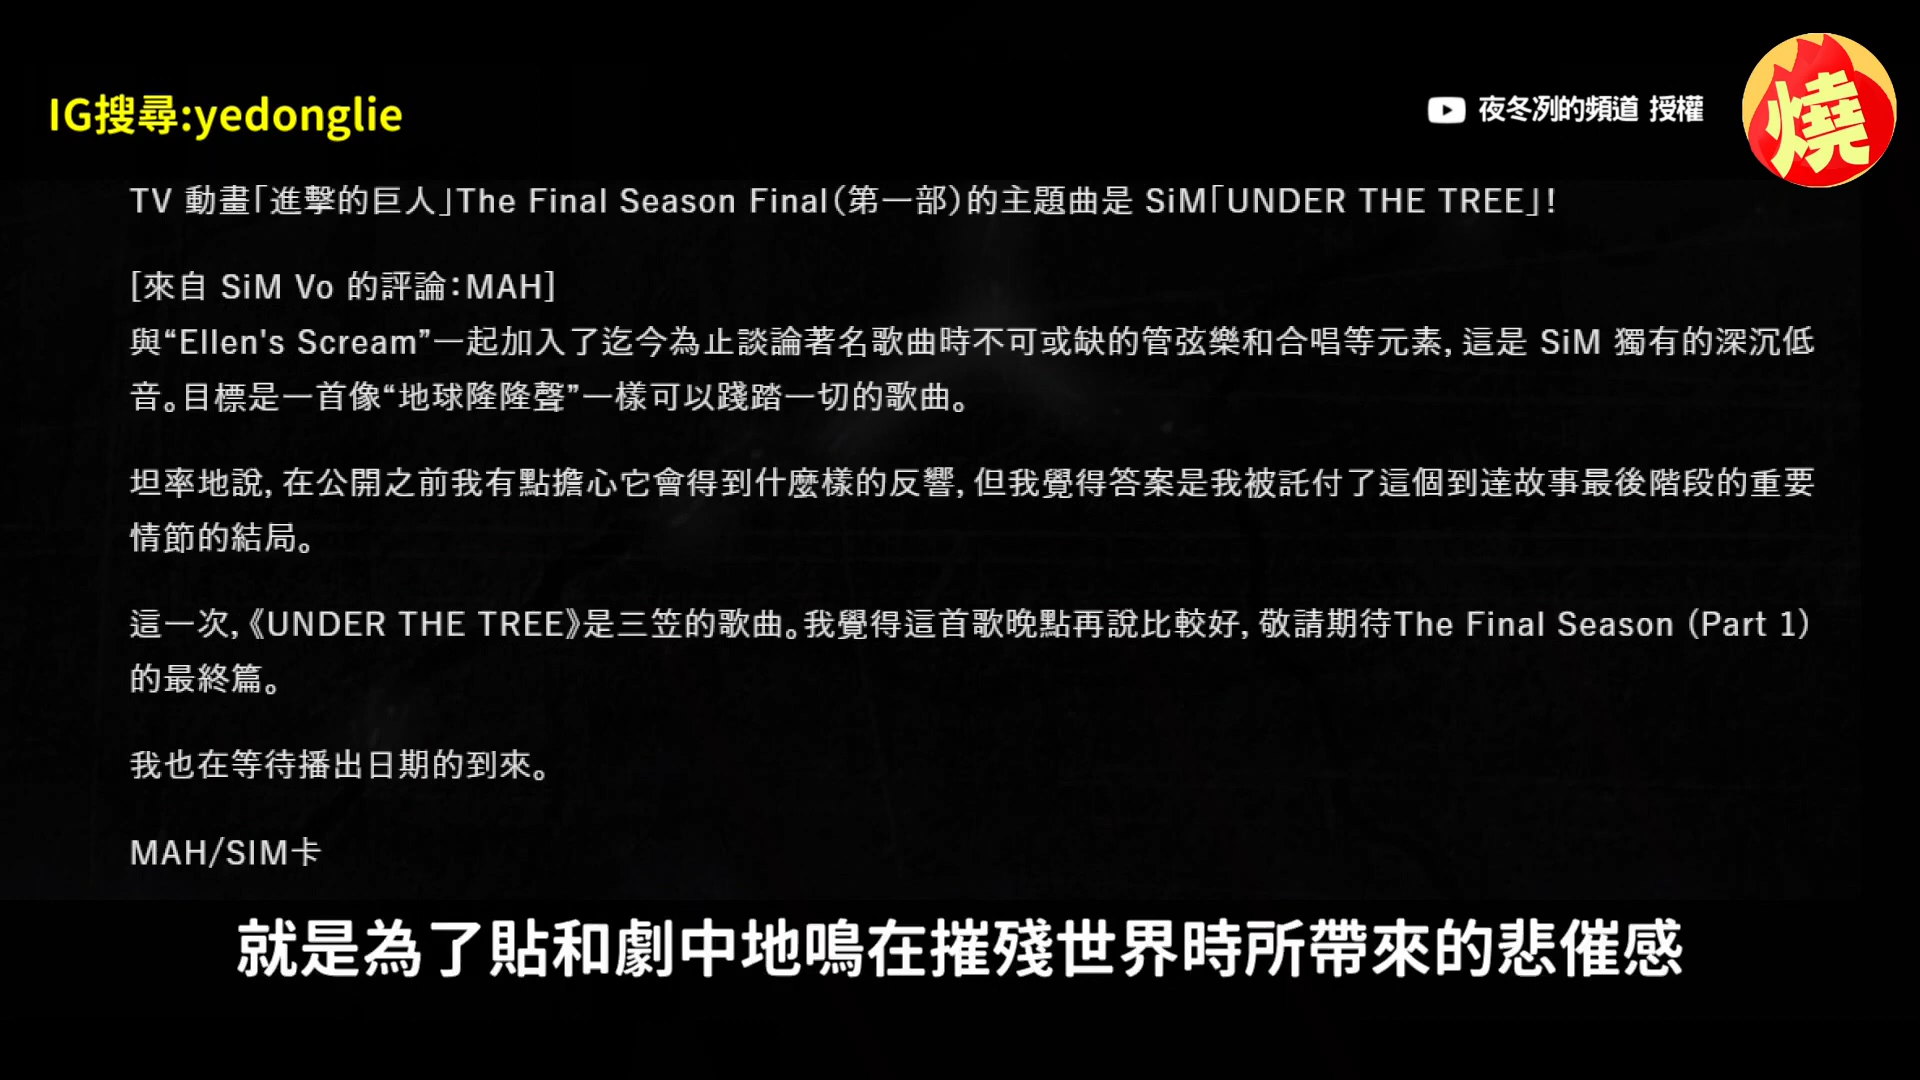 IG搜尋:yedonglie
夜冬冽的頻道 授權
燒
TV 動畫「進擊的巨人」The Final Season Final（第一部）的主題曲是 SiM「UNDER THE TREE」！
[來自 SiM Vo 的評論：MAH]
與“Ellen's Scream”一起加入了迄今為止談論著名歌曲時不可或缺的管弦樂和合唱等元素，這是 SiM 獨有的深沉低
音。目標是一首像“地球隆隆聲”一樣可以踐踏一切的歌曲。
坦率地說，在公開之前我有點擔心它會得到什麼樣的反響，但我覺得答案是我被託付了這個到達故事最後階段的重要
情節的結局。
這一次，《UNDER THE TREE》是三笠的歌曲。我覺得這首歌晚點再說比較好，敬請期待The Final Season (Part 1)
的最終篇。
我也在等待播出日期的到來。
MAH/SIM卡
就是為了貼和劇中地鳴在摧殘世界時所帶來的悲催感